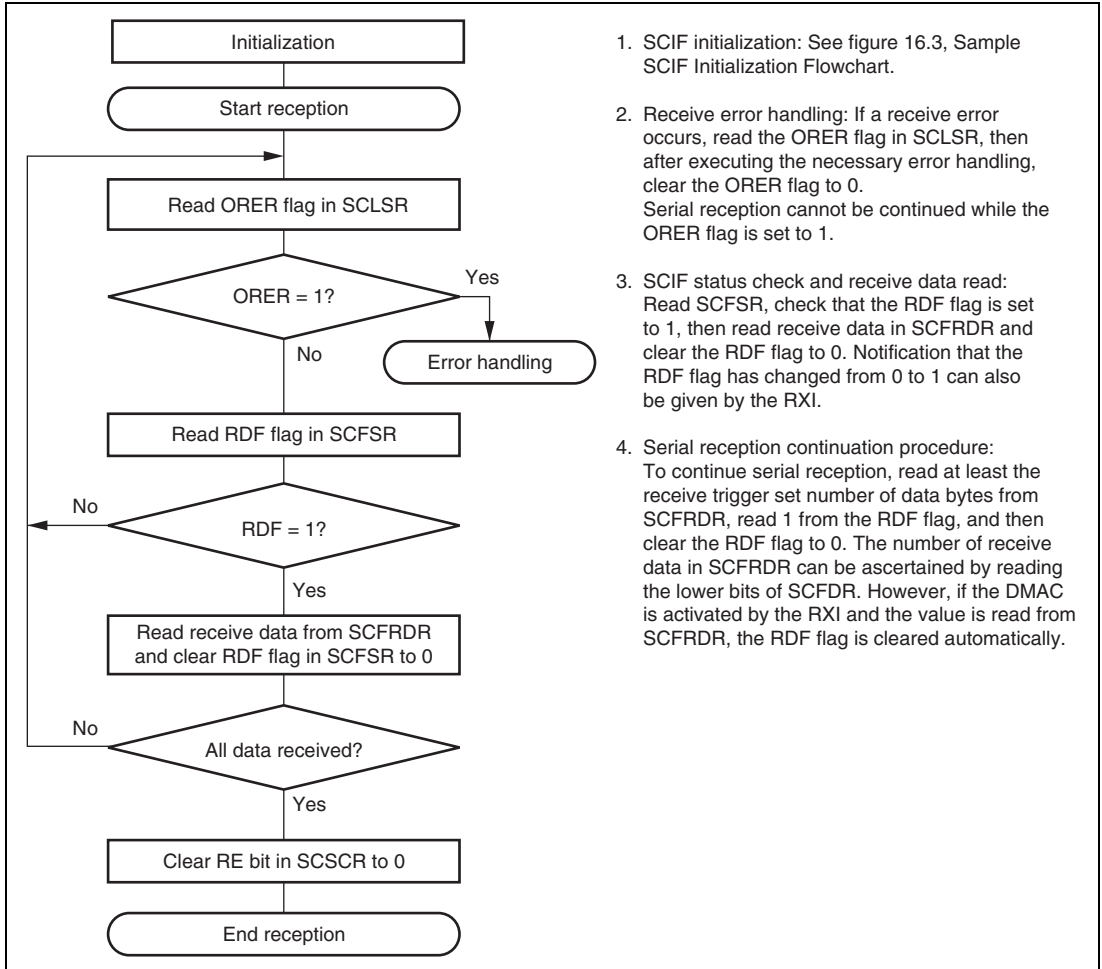 Initialization
Start reception
Read ORER flag in SCLSR
ORER = 1?
Yes
No
Error handling
Read RDF flag in SCFSR
No
RDF = 1?
Yes
Read receive data from SCFRDR
and clear RDF flag in SCFSR to 0
No
All data received?
Yes
Clear RE bit in SCSCR to 0
End reception
1. SCIF initialization: See figure 16.3, Sample
SCIF Initialization Flowchart.
2. Receive error handling: If a receive error
occurs, read the ORER flag in SCLSR, then
after executing the necessary error handling,
clear the ORER flag to 0.
Serial reception cannot be continued while the
ORER flag is set to 1.
3. SCIF status check and receive data read:
Read SCFSR, check that the RDF flag is set
to 1, then read receive data in SCFRDR and
clear the RDF flag to 0. Notification that the
RDF flag has changed from 0 to 1 can also
be given by the RXI.
4. Serial reception continuation procedure:
To continue serial reception, read at least the
receive trigger set number of data bytes from
SCFRDR, read 1 from the RDF flag, and then
clear the RDF flag to 0. The number of receive
data in SCFRDR can be ascertained by reading
the lower bits of SCFDR. However, if the DMAC
is activated by the RXI and the value is read from
SCFRDR, the RDF flag is cleared automatically.